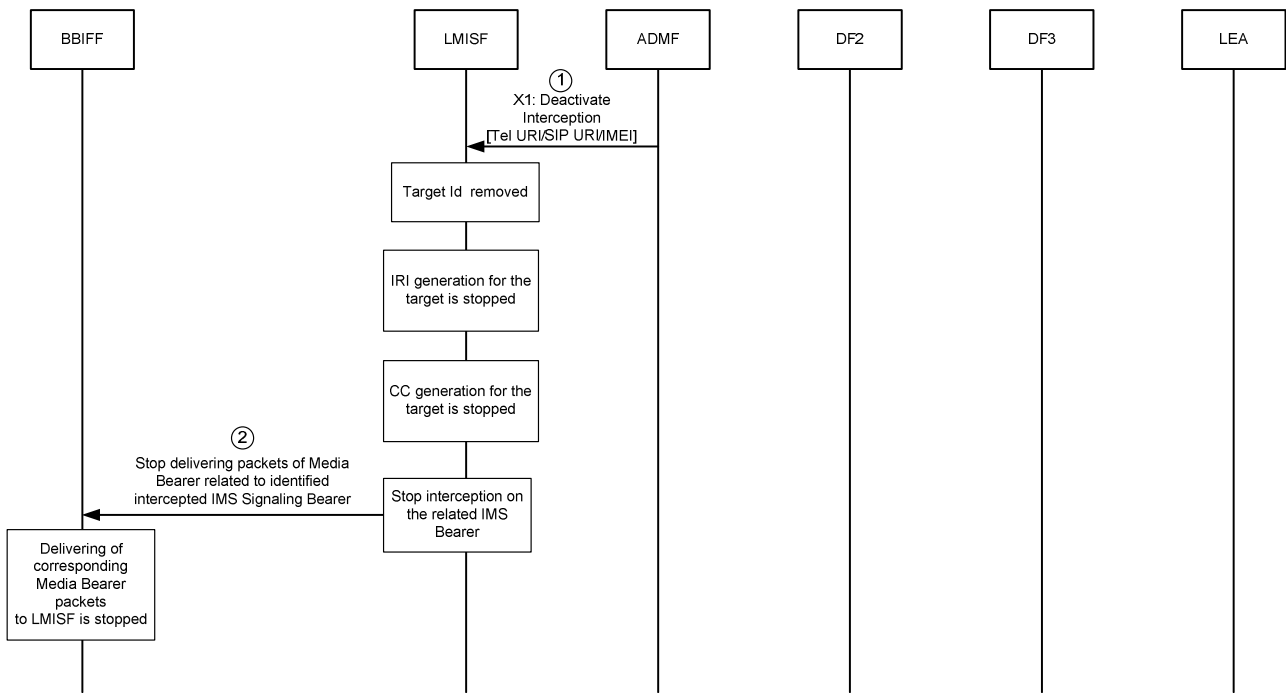 BBIFF
LMISF
ADMF
DF2
DF3
LEA
1
X1: Deactivate
Interception
[Tel URI/SIP URI/IMEI]
Target Id removed
IRI generation for the
target is stopped
CC generation for the
target is stopped
2
Stop delivering packets of Media
Bearer related to identified
intercepted IMS Signaling Bearer
Stop interception on
the related IMS
Bearer
Delivering of
corresponding
Media Bearer
packets
to LMISF is stopped